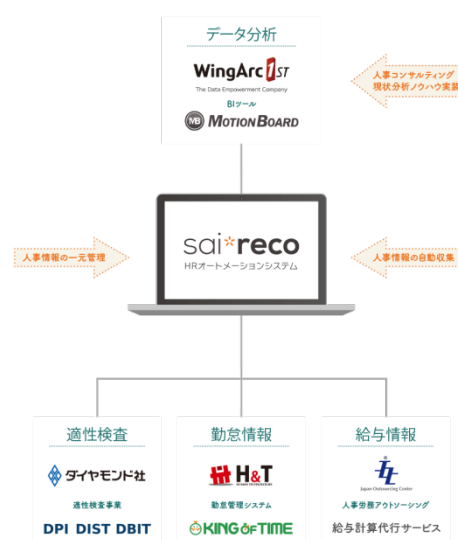 データ分析
WingArc 1ST
The Data Empowerment Company
BIツール
MB MOTIONBOARD
人事コンサルティング
現状分析ノウハウ実装
sai*reco
HRオートメーションシステム
人事情報の一元管理
人事情報の自動収集
適性検査
ダイヤモンド社
適性検査事業
DPI DIST DBIT
勤怠情報
H&T
勤怠管理システム
KING OF TIME
給与情報
Japan Outsourcing Center
人事労務アウトソーシング
給与計算代行サービス